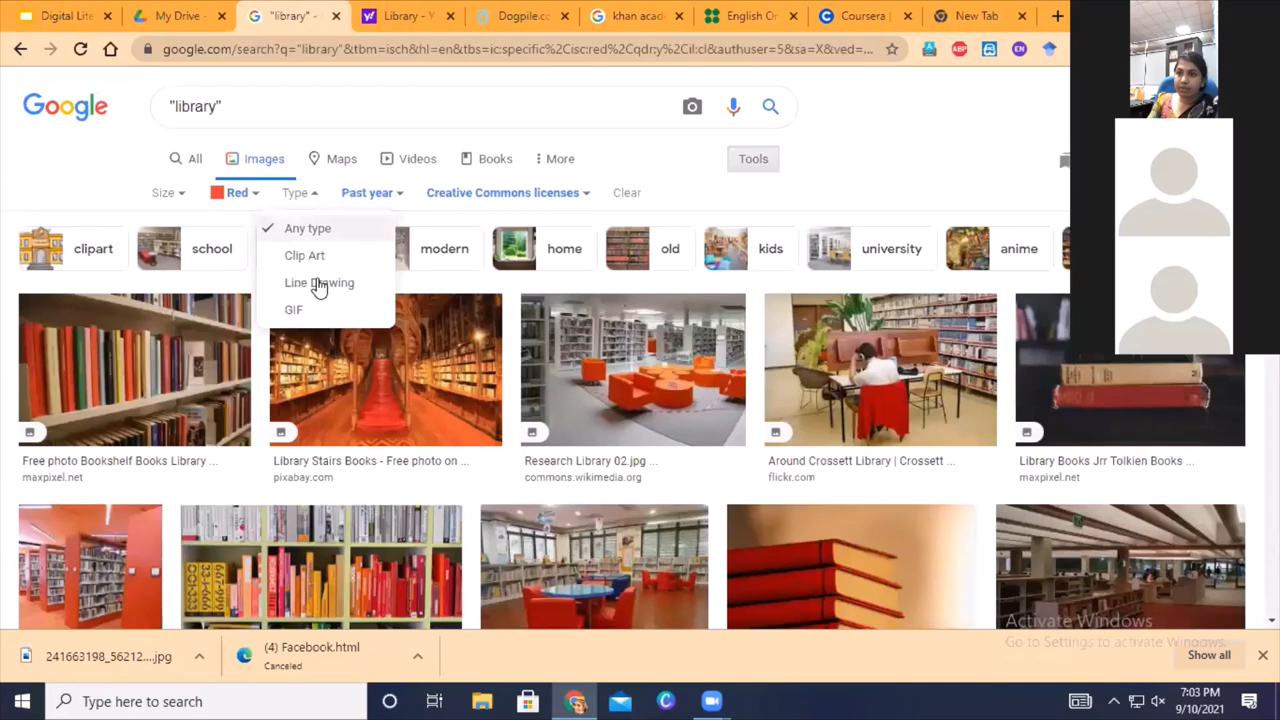 Digital Lite
My Drive -
"library" -
Library - Y
Dogpile.co
khan acad
English On
Coursera |
New Tab
google.com/search?q="library"&tbm=isch&hl=en&tbs=ic:specific%2Cisc:red%2Cqdr:y%2Cil:cl&authuser=5&sa=X&ved=...
ABP
EN
Google
"library"
All
Images
Maps
Videos
Books
More
Tools
Size
Red
Type
Past year
Creative Commons licenses
Clear
Any type
Clip Art
Line Drawing
GIF
clipart
school
modern
home
old
kids
university
anime
Free photo Bookshelf Books Library ...
maxpixel.net
Library Stairs Books - Free photo on ...
pixabay.com
Research Library 02.jpg ...
commons.wikimedia.org
Around Crossett Library | Crossett ...
flickr.com
Library Books Jrr Tolkien Books ...
maxpixel.net
Activate Windows
Go to Settings to activate Windows.
241663198_56212....jpg
(4) Facebook.html
Canceled
Show all
Type here to search
7:03 PM
9/10/2021